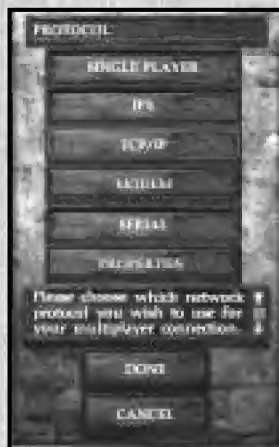 PROTOCOL
SINGLE PLAYER
IPX
TCP/IP
MODEM
SERIAL
PROPERTIES
Please choose which network
protocol you wish to use for
your multiplayer connection.
DONE
CANCEL